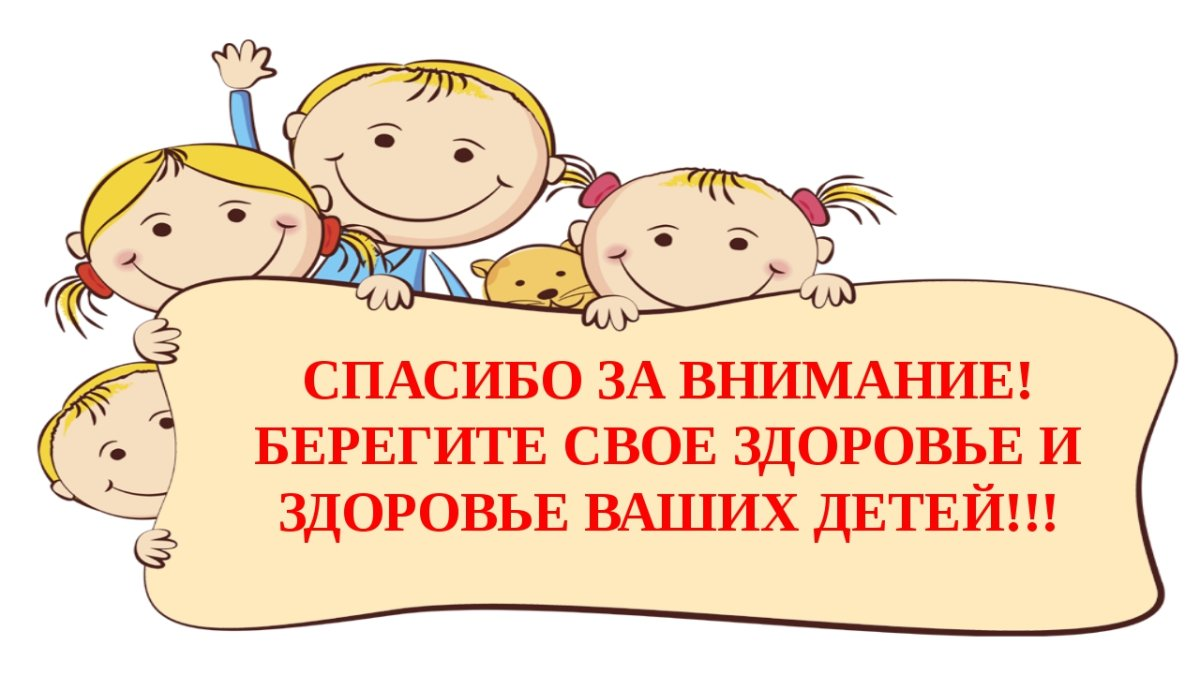 СПАСИБО ЗА ВНИМАНИЕ!
БЕРЕГИТЕ СВОЕ ЗДОРОВЬЕ И
ЗДОРОВЬЕ ВАШИХ ДЕТЕЙ!!!